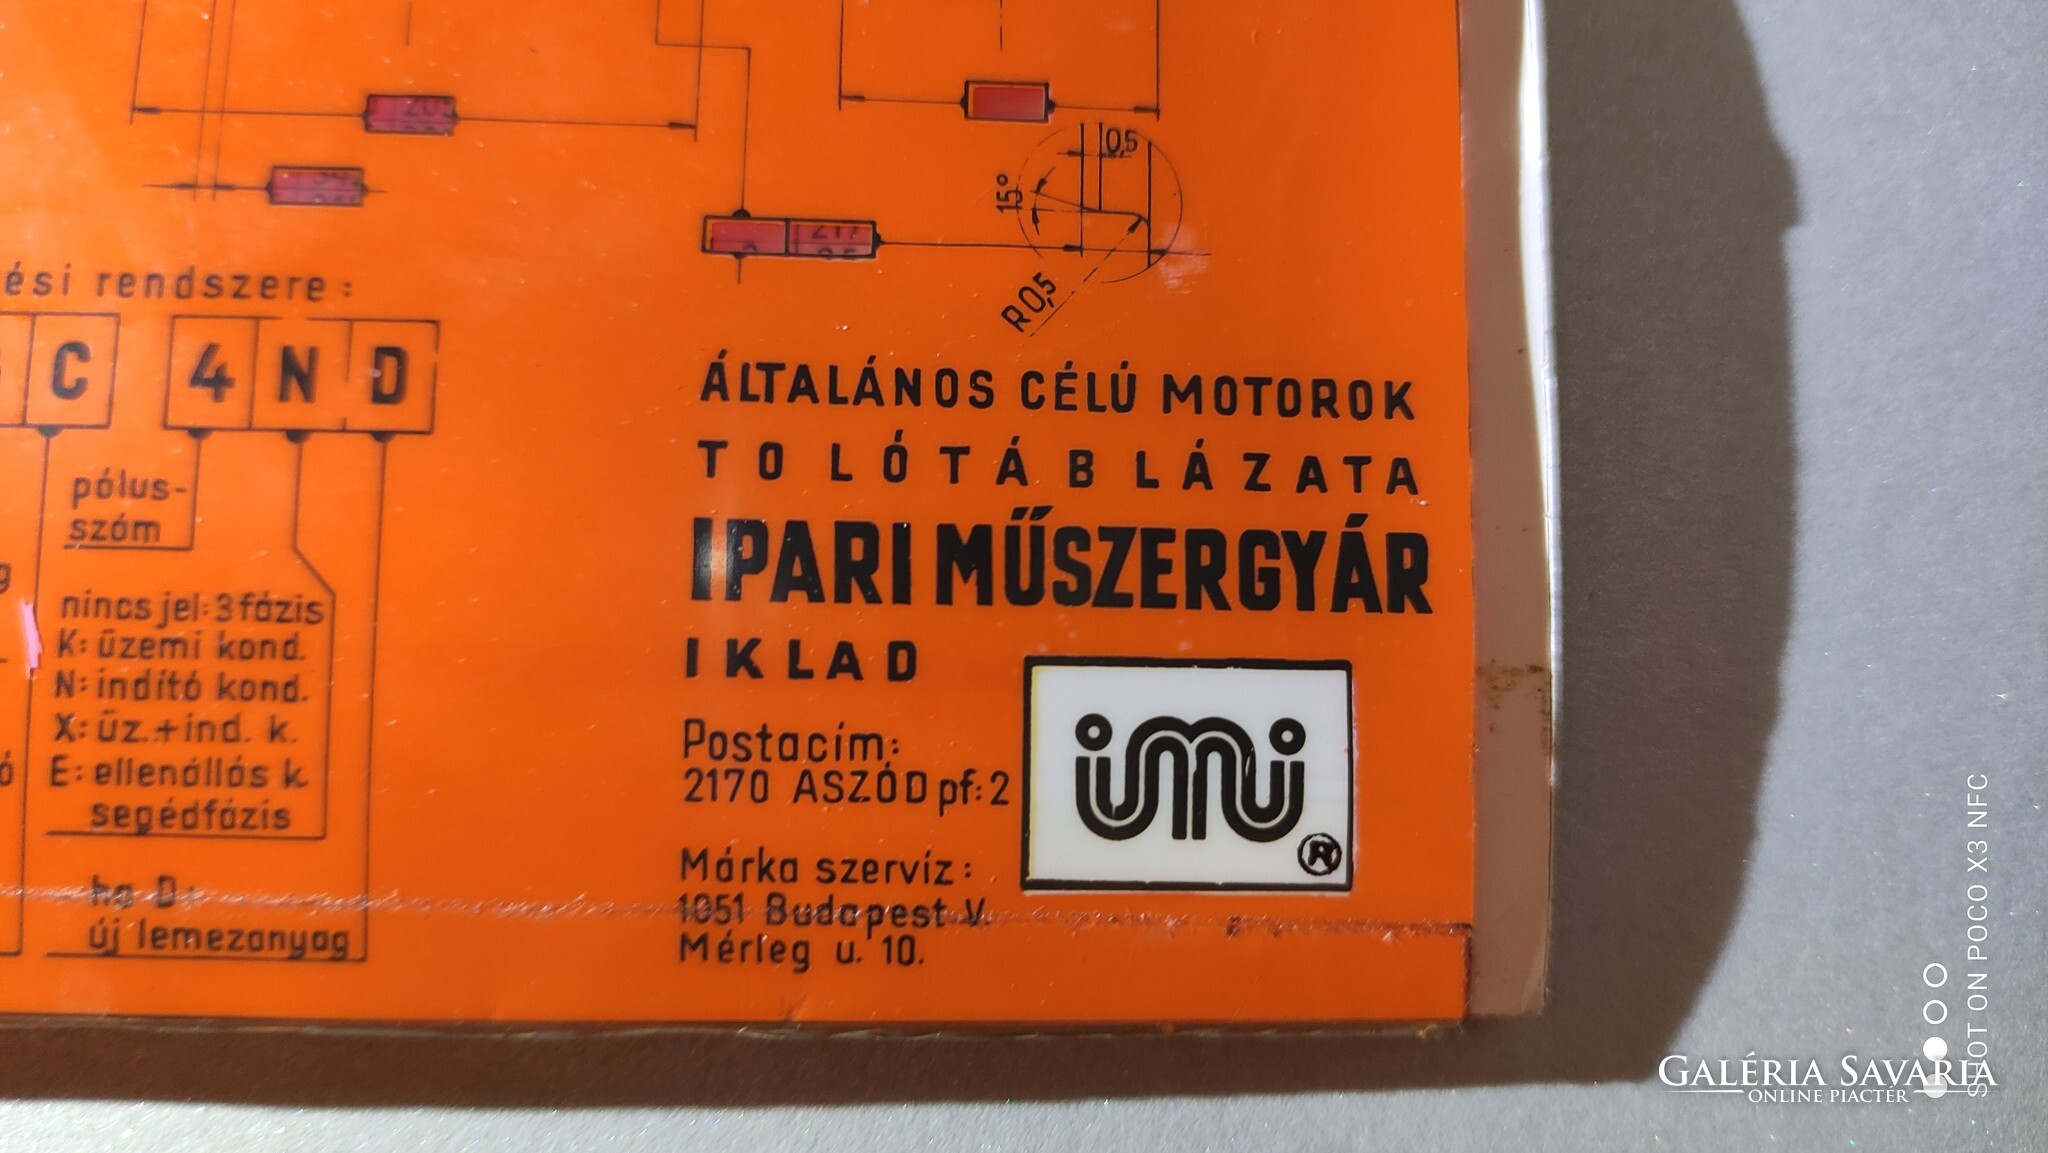 0,5
15°
R0,5
ési rendszere:
C 4 N D
pólus-
szám
nincs jel: 3 fázis
K: üzemi kond.
N: indító kond.
X: üz.+ind. k.
E: ellenállás k
segédfázis
ha D:
új lemezanyag
ÁLTALÁNOS CÉLÚ MOTOROK
TOLÓTÁBLÁZATA
IPARI MŰSZERGYÁR
IKLAD
Postacím:
2170 ASZÓD pf: 2
imi
®
Márka szervíz:
1051 Budapest V.
Mérleg u. 10.
SHOT ON POCO X3 NFC
GALÉRIA SAVARIA
ONLINE PIACTÉR